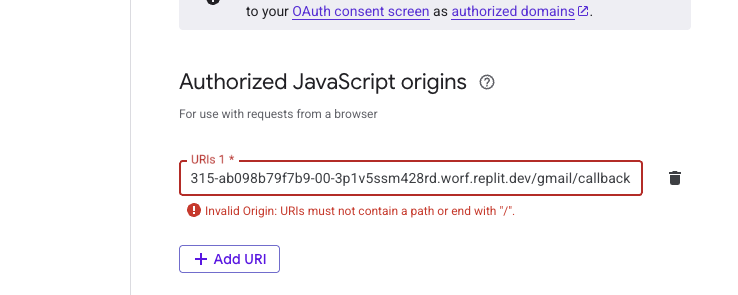 to your OAuth consent screen as authorized domains.
Authorized JavaScript origins
For use with requests from a browser
URIs 1 *
315-ab098b79f7b9-00-3p1v5ssm428rd.worf.replit.dev/gmail/callback
Invalid Origin: URIs must not contain a path or end with "/".
+ Add URI